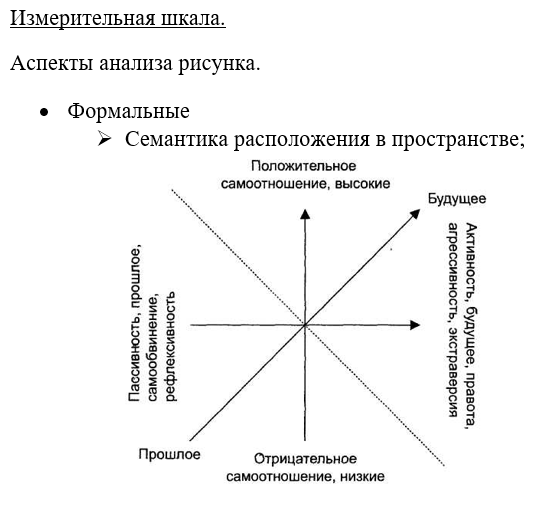 Измерительная шкала.
Аспекты анализа рисунка.
• Формальные
➢ Семантика расположения в пространстве;
Положительное
самоотношение, высокие
Будущее
Пассивность, прошлое,
самообвинение,
рефлексивность
Активность, будущее, правота,
агрессивность, экстраверсия
Прошлое
Отрицательное
самоотношение, низкие